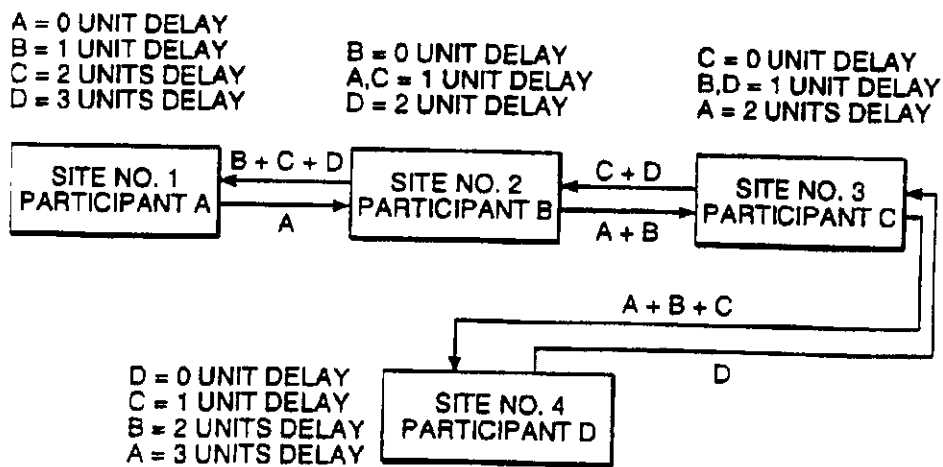 A = 0 UNIT DELAY
B = 1 UNIT DELAY
C = 2 UNITS DELAY
D = 3 UNITS DELAY
B = 0 UNIT DELAY
A,C = 1 UNIT DELAY
D = 2 UNIT DELAY
C = 0 UNIT DELAY
B,D = 1 UNIT DELAY
A = 2 UNITS DELAY
SITE NO. 1
PARTICIPANT A
B + C + D
A
SITE NO. 2
PARTICIPANT B
C + D
A + B
SITE NO. 3
PARTICIPANT C
A + B + C
D
D = 0 UNIT DELAY
C = 1 UNIT DELAY
B = 2 UNITS DELAY
A = 3 UNITS DELAY
SITE NO. 4
PARTICIPANT D